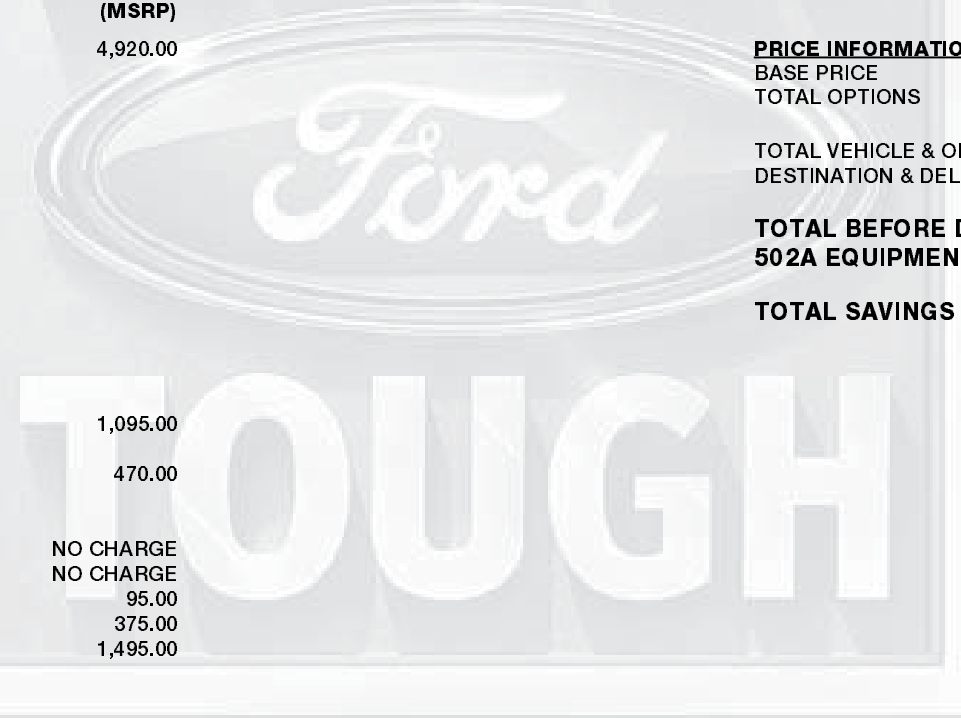 (MSRP)
4,920.00
PRICE INFORMATIO
BASE PRICE
TOTAL OPTIONS
TOTAL VEHICLE & O
DESTINATION & DEL
TOTAL BEFORE D
502A EQUIPMEN
TOTAL SAVINGS
Ford
TOUGH
1,095.00
470.00
NO CHARGE
NO CHARGE
95.00
375.00
1,495.00